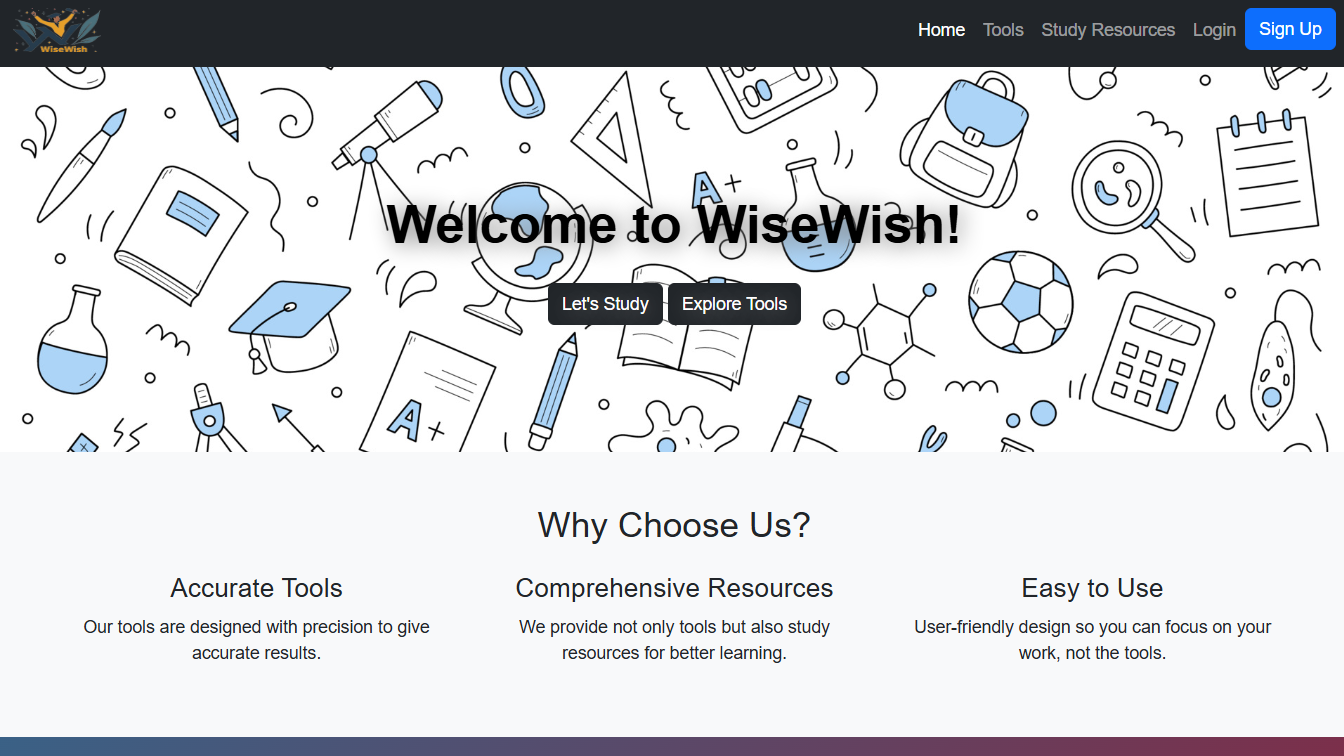 WiseWish
Home Tools Study Resources Login Sign Up
A+
Welcome to WiseWish!
Let's Study Explore Tools
A+
Why Choose Us?
Accurate Tools
Our tools are designed with precision to give
accurate results.
Comprehensive Resources
We provide not only tools but also study
resources for better learning.
Easy to Use
User-friendly design so you can focus on your
work, not the tools.